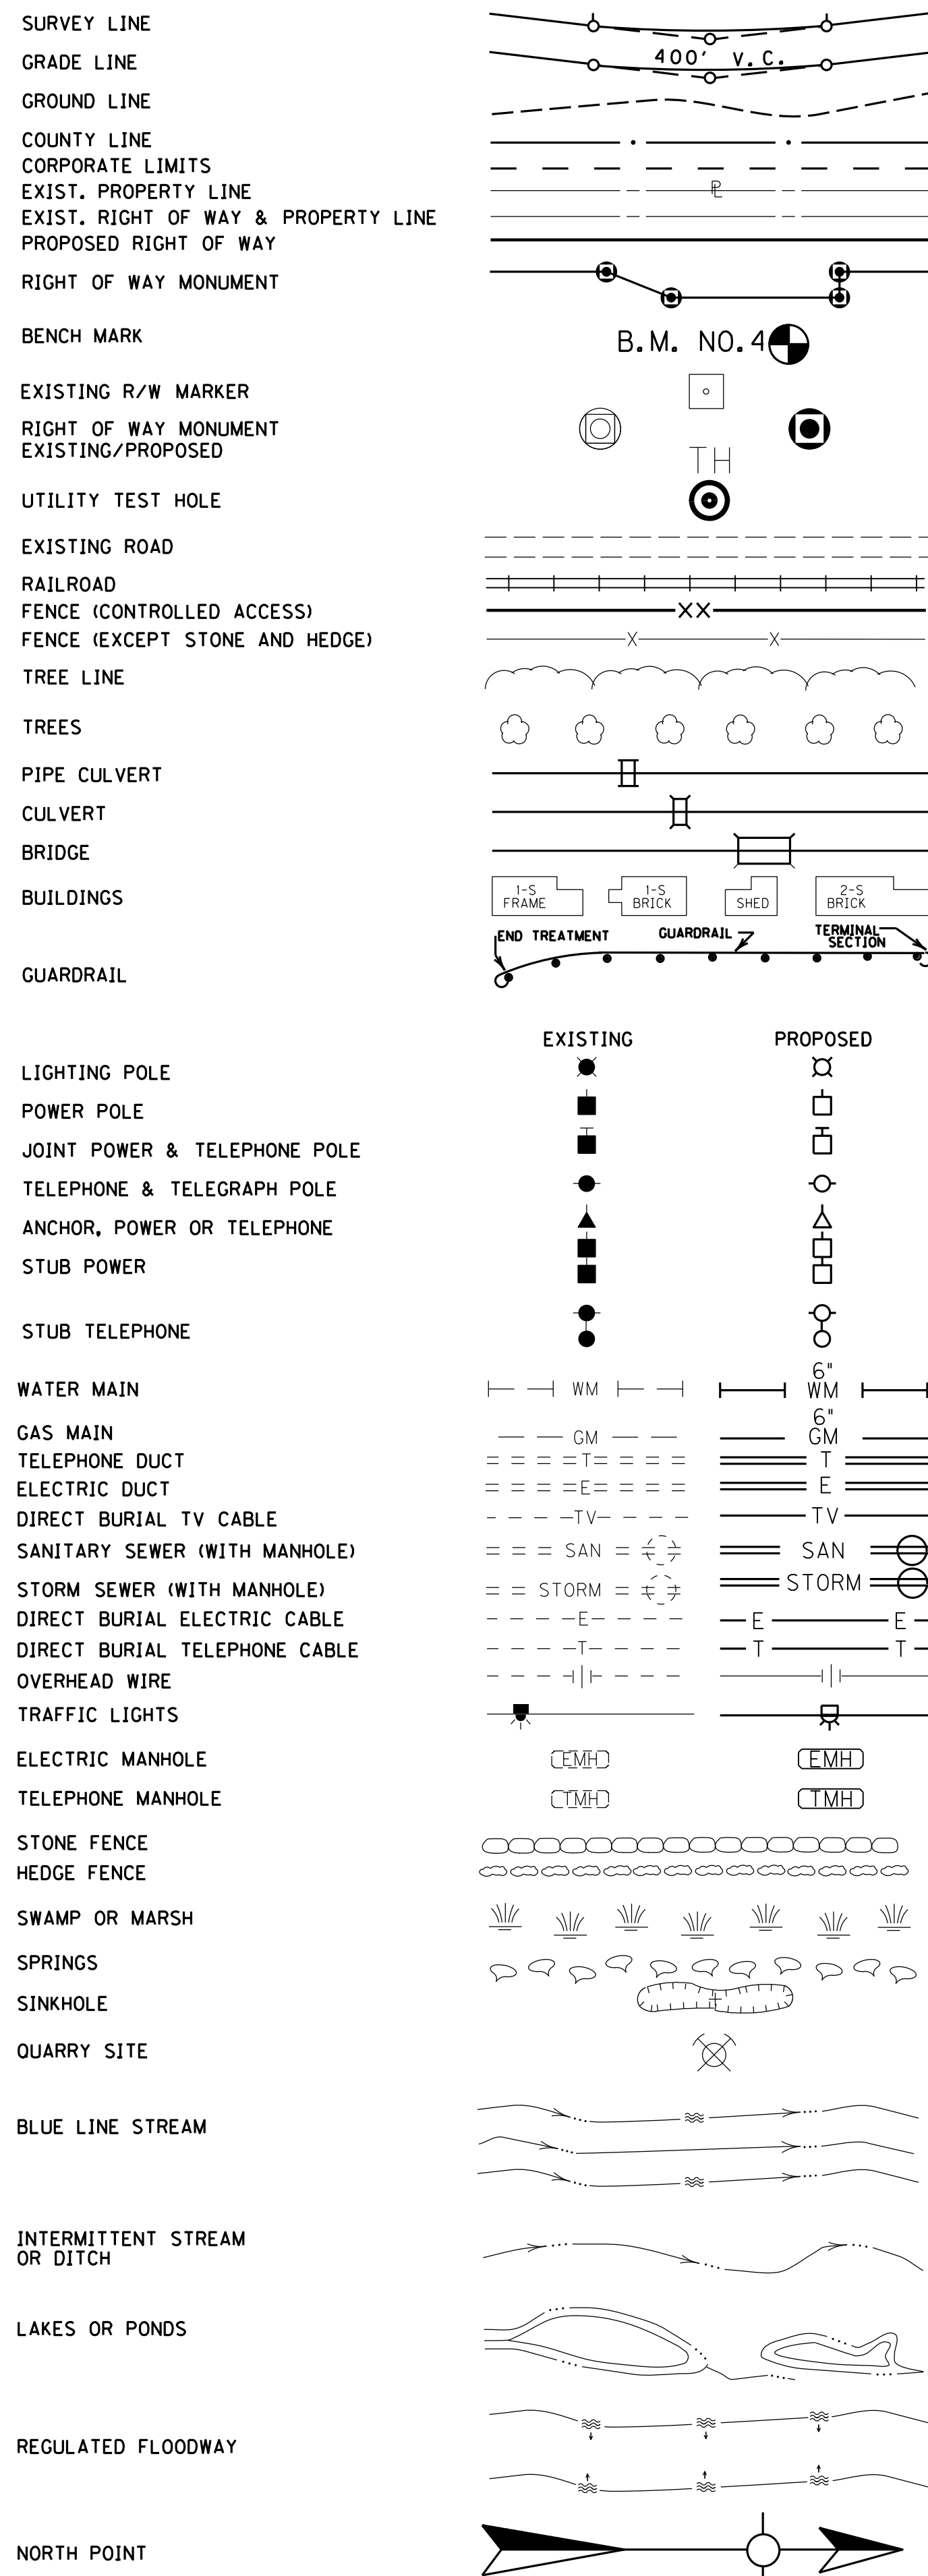 SURVEY LINE
GRADE LINE 400' V.C.
GROUND LINE
COUNTY LINE
CORPORATE LIMITS
EXIST. PROPERTY LINE PL
EXIST. RIGHT OF WAY & PROPERTY LINE
PROPOSED RIGHT OF WAY
RIGHT OF WAY MONUMENT
BENCH MARK B.M. NO.4
EXISTING R/W MARKER
RIGHT OF WAY MONUMENT
EXISTING/PROPOSED
TH
UTILITY TEST HOLE
EXISTING ROAD
RAILROAD
FENCE (CONTROLLED ACCESS) XX
FENCE (EXCEPT STONE AND HEDGE) X X
TREE LINE
TREES
PIPE CULVERT
CULVERT
BRIDGE
BUILDINGS
1-S FRAME
1-S BRICK
SHED
2-S BRICK
END TREATMENT
GUARDRAIL
TERMINAL SECTION
GUARDRAIL
EXISTING PROPOSED
LIGHTING POLE
POWER POLE
JOINT POWER & TELEPHONE POLE
TELEPHONE & TELEGRAPH POLE
ANCHOR, POWER OR TELEPHONE
STUB POWER
STUB TELEPHONE
6"
WATER MAIN WM WM
6"
GAS MAIN GM GM
TELEPHONE DUCT T T
ELECTRIC DUCT E E
DIRECT BURIAL TV CABLE TV TV
SANITARY SEWER (WITH MANHOLE) SAN SAN
STORM SEWER (WITH MANHOLE) STORM STORM
DIRECT BURIAL ELECTRIC CABLE E E E
DIRECT BURIAL TELEPHONE CABLE T T T
OVERHEAD WIRE
TRAFFIC LIGHTS
ELECTRIC MANHOLE EMH EMH
TELEPHONE MANHOLE TMH TMH
STONE FENCE
HEDGE FENCE
SWAMP OR MARSH
SPRINGS
SINKHOLE
QUARRY SITE
BLUE LINE STREAM
INTERMITTENT STREAM
OR DITCH
LAKES OR PONDS
REGULATED FLOODWAY
NORTH POINT